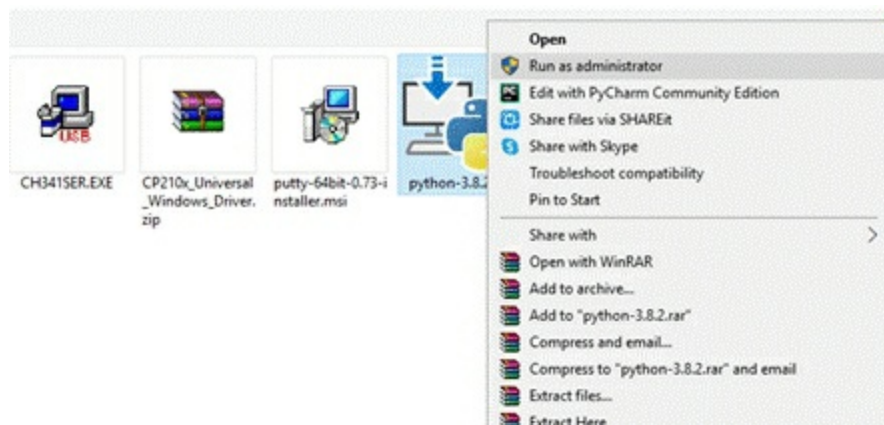 USB
CH341SER.EXE
CP210x_Universal
_Windows_Driver.
zip
putty-64bit-0.73-i
nstaller.msi
python-3.8.2
Open
Run as administrator
Edit with PyCharm Community Edition
Share files via SHAREit
Share with Skype
Troubleshoot compatibility
Pin to Start
Share with
Open with WinRAR
Add to archive...
Add to "python-3.8.2.rar"
Compress and email...
Compress to "python-3.8.2.rar" and email
Extract files...
Extract Here